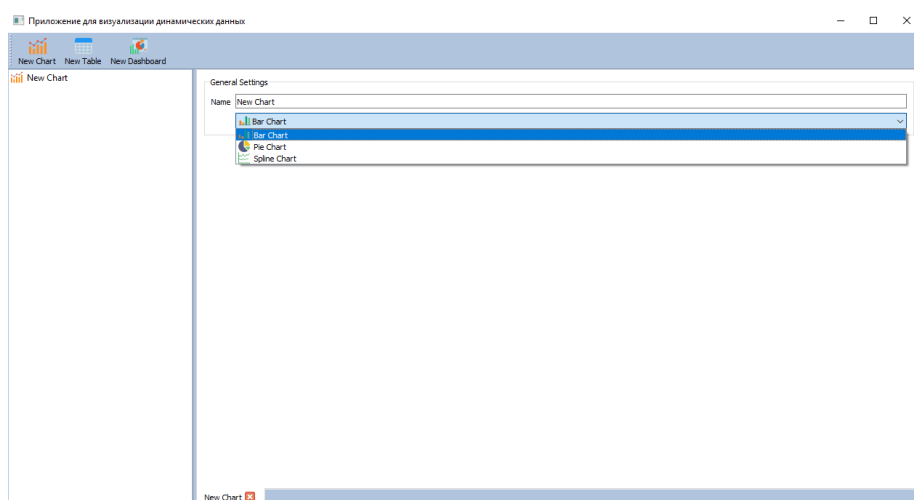 Приложение для визуализации динамических данных
New Chart New Table New Dashboard
New Chart
General Settings
Name New Chart
Bar Chart
Bar Chart
Pie Chart
Spline Chart
New Chart